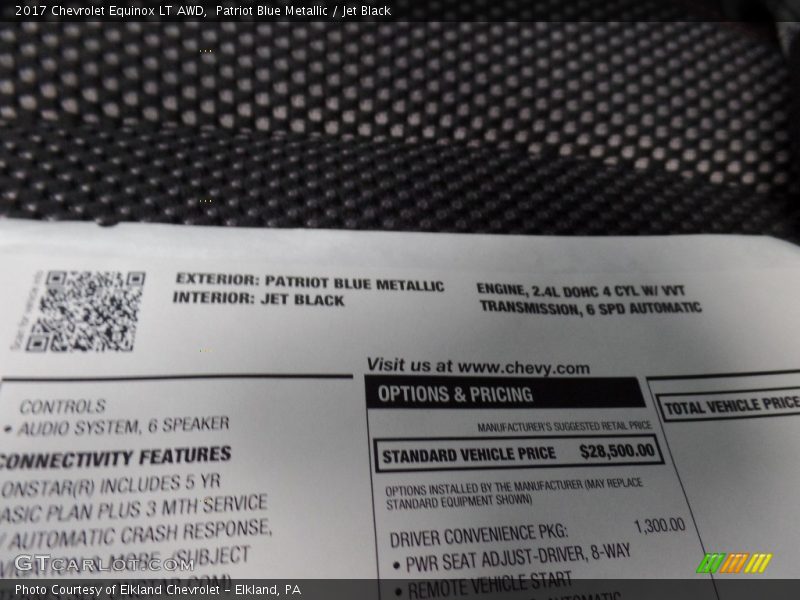 2017 Chevrolet Equinox LT AWD, Patriot Blue Metallic / Jet Black
EXTERIOR: PATRIOT BLUE METALLIC
INTERIOR: JET BLACK
ENGINE, 2.4L DOHC 4 CYL W/ VVT
TRANSMISSION, 6 SPD AUTOMATIC
CONTROLS
• AUDIO SYSTEM, 6 SPEAKER
CONNECTIVITY FEATURES
ONSTAR(R) INCLUDES 5 YR
BASIC PLAN PLUS 3 MTH SERVICE
/ AUTOMATIC CRASH RESPONSE,
& MORE. SUBJECT
Visit us at www.chevy.com
OPTIONS & PRICING
MANUFACTURER'S SUGGESTED RETAIL PRICE
STANDARD VEHICLE PRICE $28,500.00
OPTIONS INSTALLED BY THE MANUFACTURER (MAY REPLACE
STANDARD EQUIPMENT SHOWN)
DRIVER CONVENIENCE PKG: 1,300.00
• PWR SEAT ADJUST-DRIVER, 8-WAY
• REMOTE VEHICLE START
TOTAL VEHICLE PRICE
GTCarLot.com
Photo Courtesy of Elkland Chevrolet - Elkland, PA